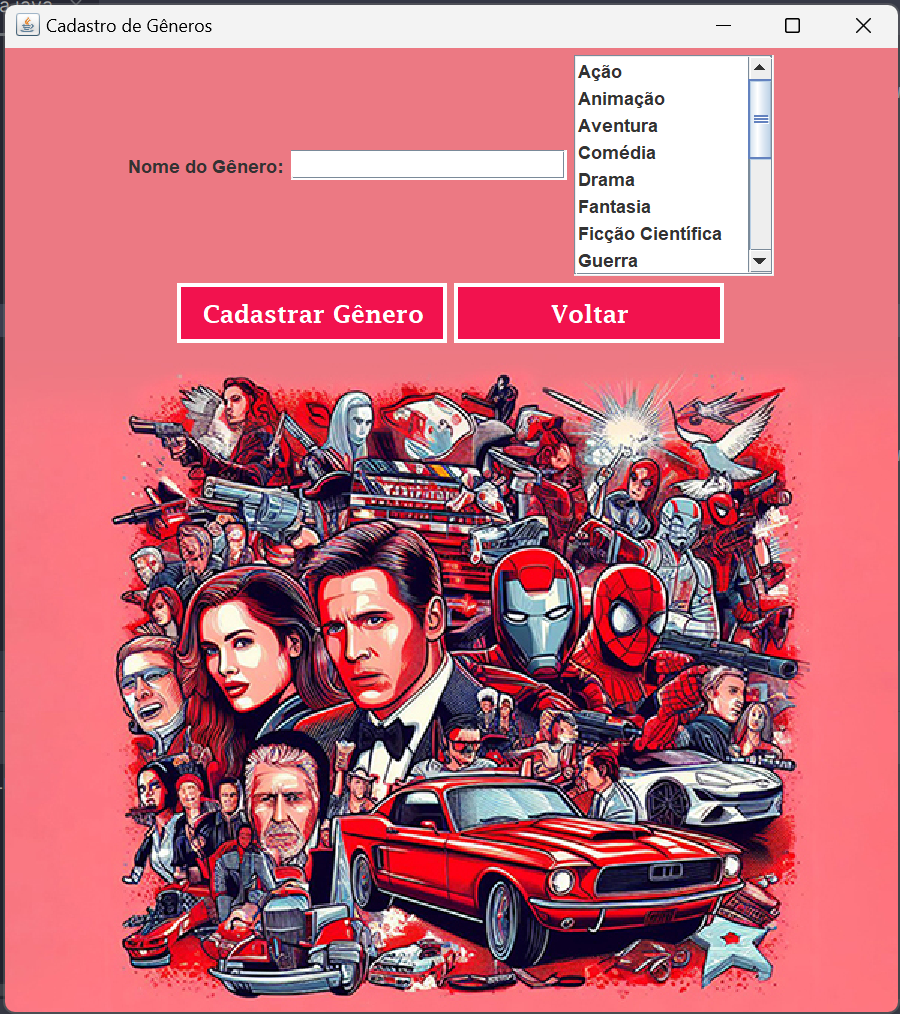 Cadastro de Gêneros
Nome do Gênero:
Ação
Animação
Aventura
Comédia
Drama
Fantasia
Ficção Científica
Guerra
Cadastrar Gênero
Voltar